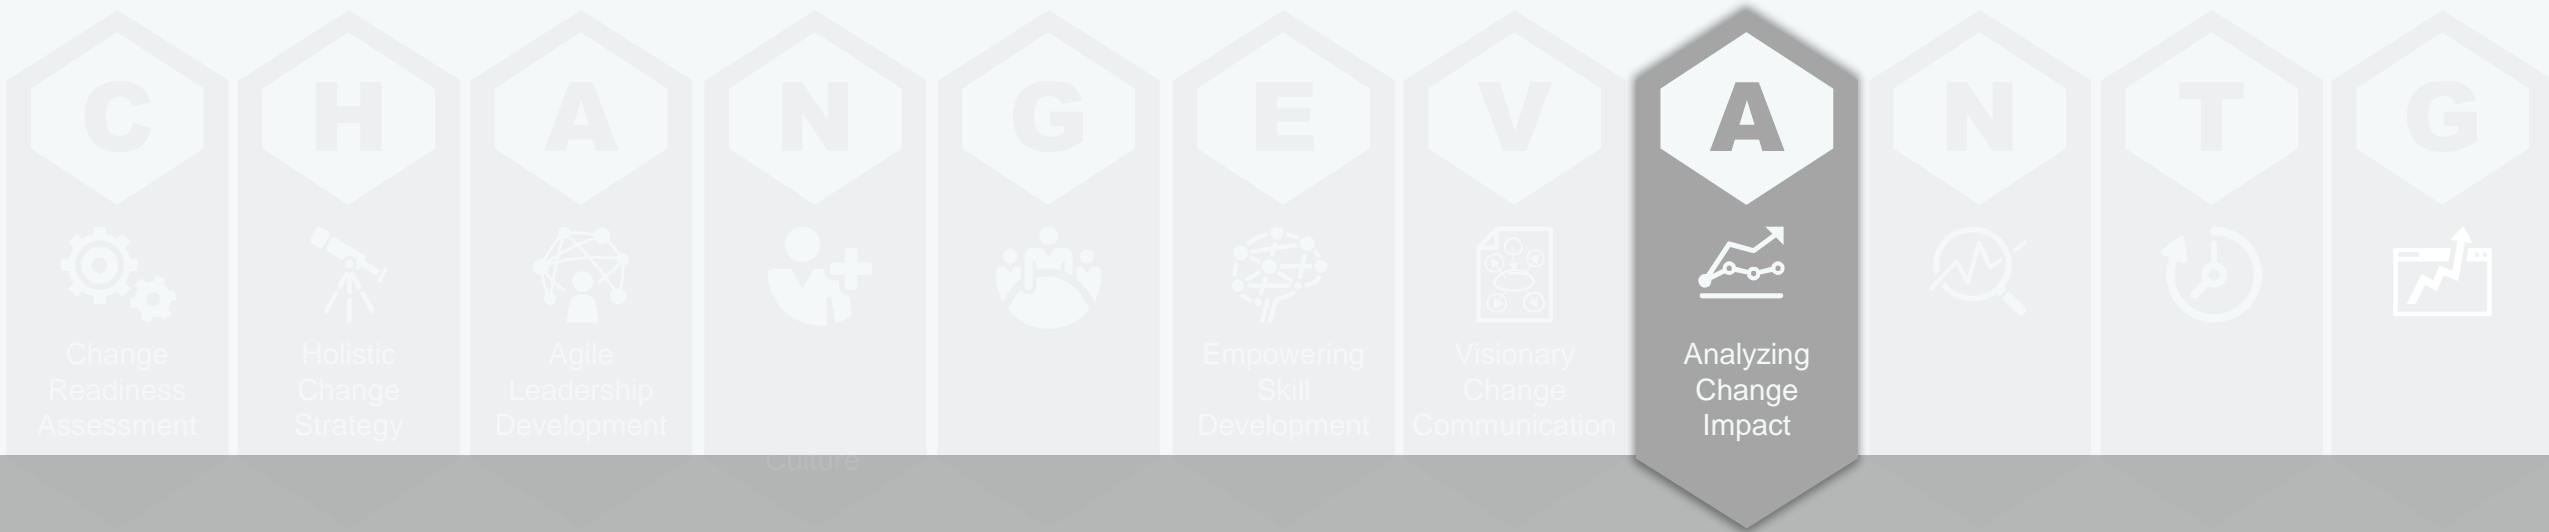 C
H
A
N
G
E
V
A
N
T
G
Change
Readiness
Assessment
Holistic
Change
Strategy
Agile
Leadership
Development
Culture
Empowering
Skill
Development
Visionary
Change
Communication
Analyzing
Change
Impact